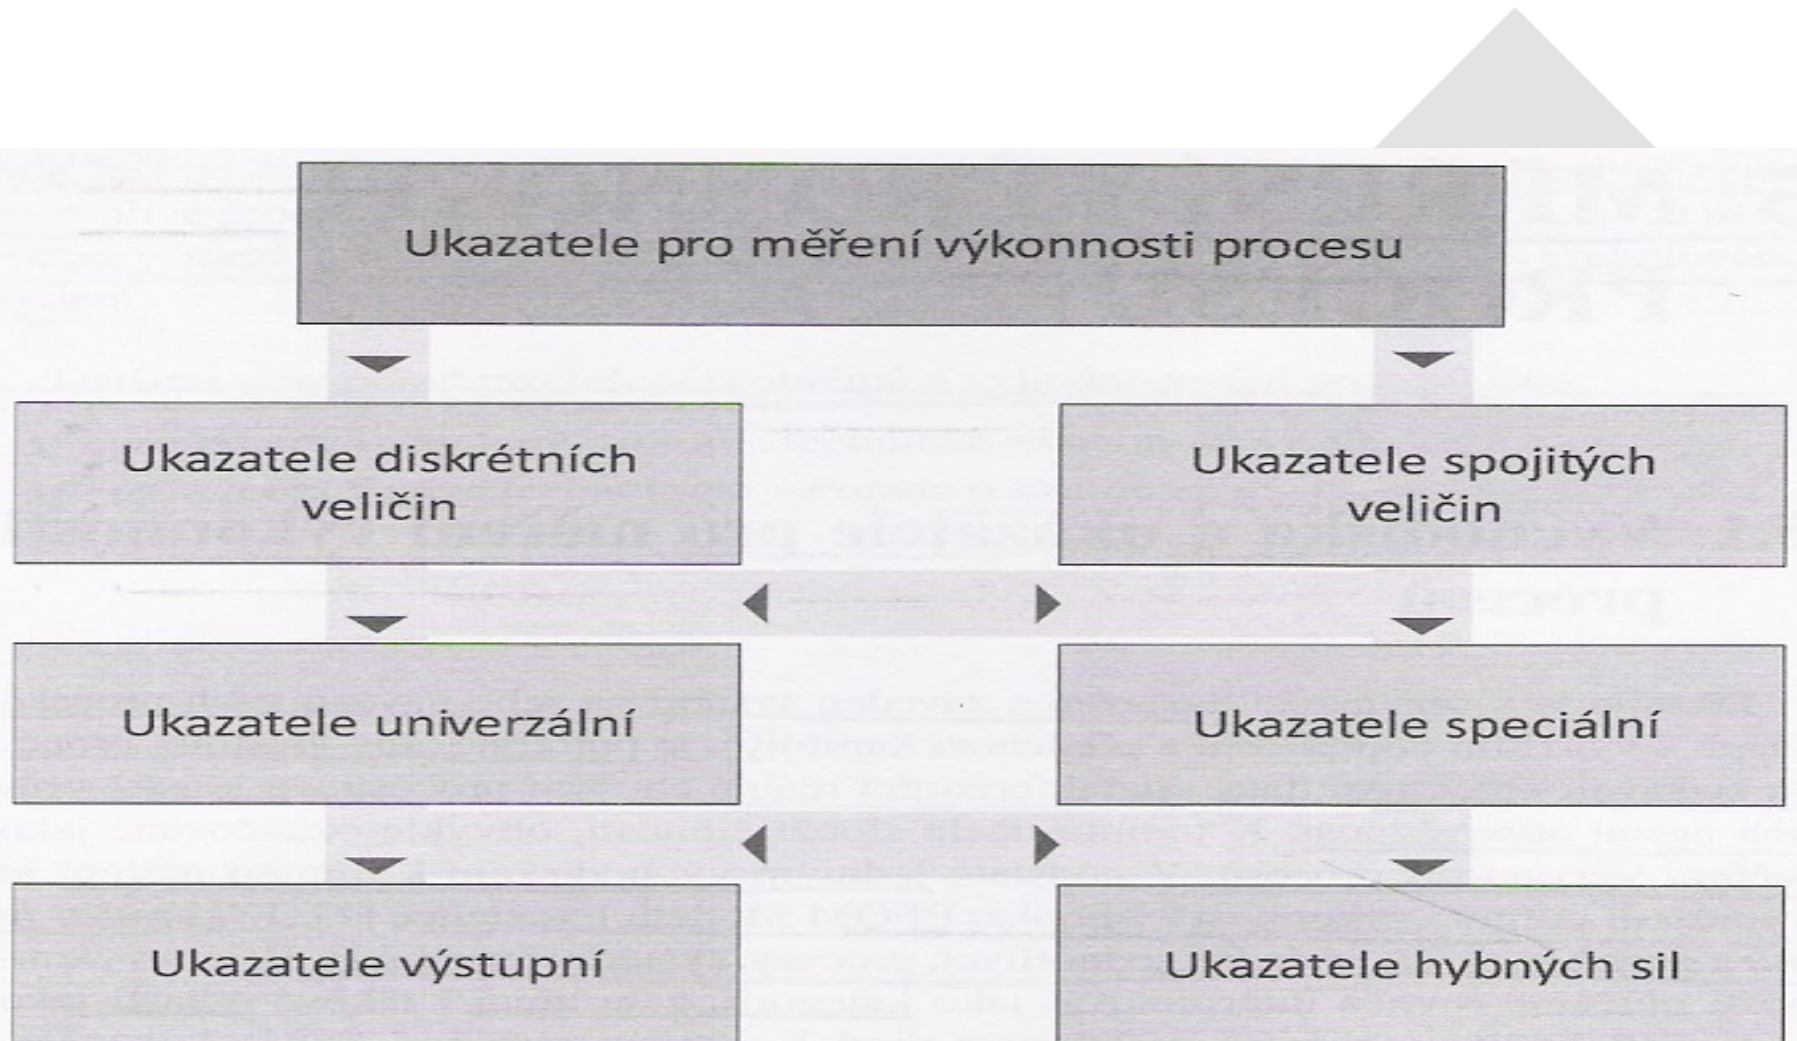 Ukazatele pro měření výkonnosti procesu
Ukazatele diskrétních
veličin
Ukazatele spojitých
veličin
Ukazatele univerzální
Ukazatele speciální
Ukazatele výstupní
Ukazatele hybných sil